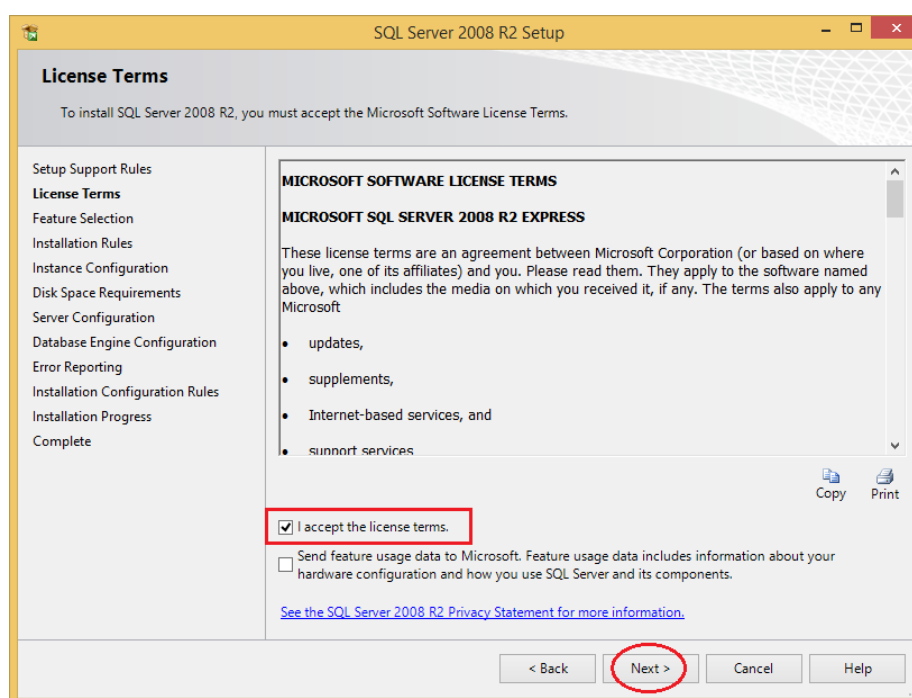 SQL Server 2008 R2 Setup
License Terms
To install SQL Server 2008 R2, you must accept the Microsoft Software License Terms.
Setup Support Rules
License Terms
Feature Selection
Installation Rules
Instance Configuration
Disk Space Requirements
Server Configuration
Database Engine Configuration
Error Reporting
Installation Configuration Rules
Installation Progress
Complete
MICROSOFT SOFTWARE LICENSE TERMS
MICROSOFT SQL SERVER 2008 R2 EXPRESS
These license terms are an agreement between Microsoft Corporation (or based on where
you live, one of its affiliates) and you. Please read them. They apply to the software named
above, which includes the media on which you received it, if any. The terms also apply to any
Microsoft
• updates,
• supplements,
• Internet-based services, and
• support services
Copy Print
I accept the license terms.
Send feature usage data to Microsoft. Feature usage data includes information about your
hardware configuration and how you use SQL Server and its components.
See the SQL Server 2008 R2 Privacy Statement for more information.
< Back Next > Cancel Help